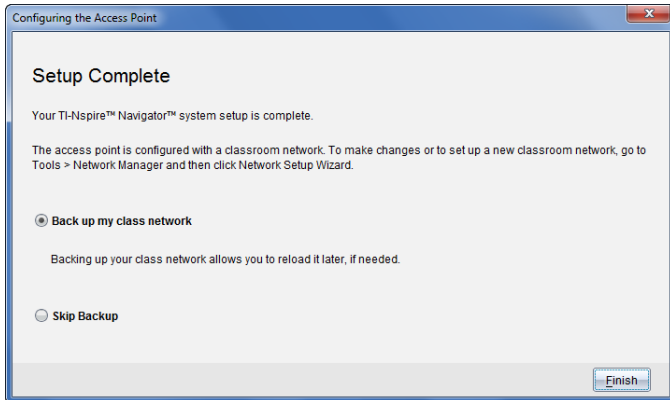 Configuring the Access Point
Setup Complete
Your TI-Nspire™ Navigator™ system setup is complete.
The access point is configured with a classroom network. To make changes or to set up a new classroom network, go to
Tools > Network Manager and then click Network Setup Wizard.
Back up my class network
Backing up your class network allows you to reload it later, if needed.
Skip Backup
Finish